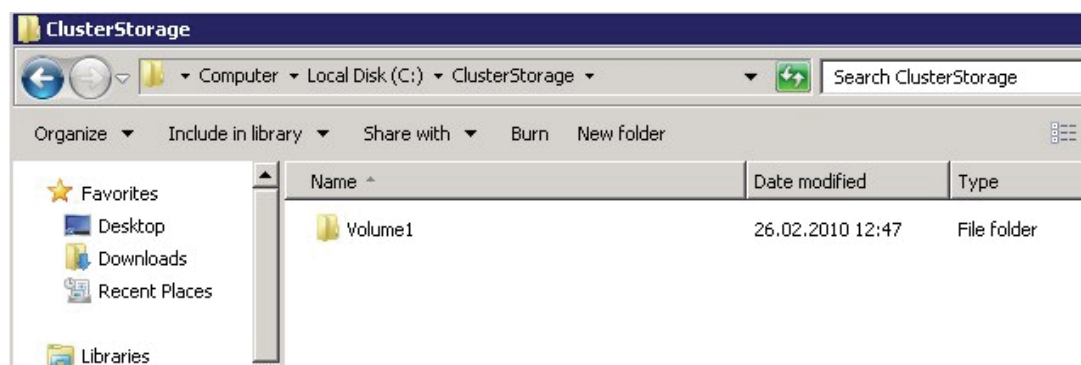 ClusterStorage
Computer Local Disk (C:) ClusterStorage Search ClusterStorage
Organize Include in library Share with Burn New folder
Favorites
Desktop
Downloads
Recent Places
Libraries
Name Date modified Type
Volume1 26.02.2010 12:47 File folder